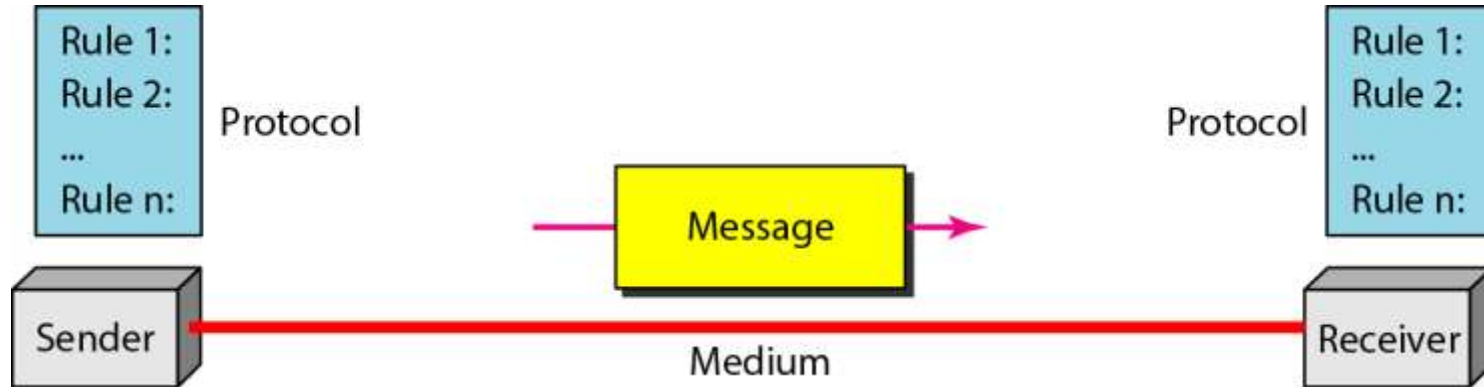 Rule 1:
Rule 2:
...
Rule n:
Protocol
Message
Protocol
Rule 1:
Rule 2:
...
Rule n:
Sender
Medium
Receiver